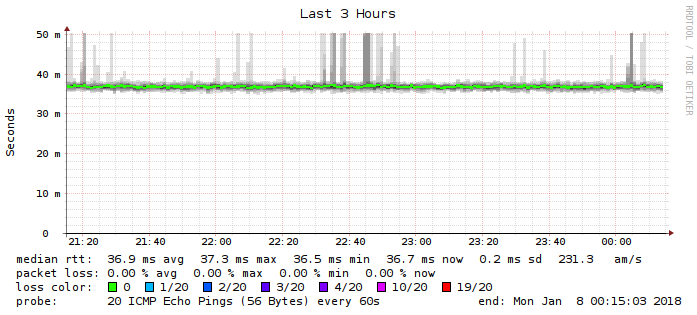 Last 3 Hours
RRDTOOL / TOBI OETIKER
Seconds
50 m
40 m
30 m
20 m
10 m
0
21:20 21:40 22:00 22:20 22:40 23:00 23:20 23:40 00:00
median rtt: 36.9 ms avg 37.3 ms max 36.5 ms min 36.7 ms now 0.2 ms sd 231.3 am/s
packet loss: 0.00 % avg 0.00 % max 0.00 % min 0.00 % now
loss color: 0 1/20 2/20 3/20 4/20 10/20 19/20
probe: 20 ICMP Echo Pings (56 Bytes) every 60s end: Mon Jan 8 00:15:03 2018